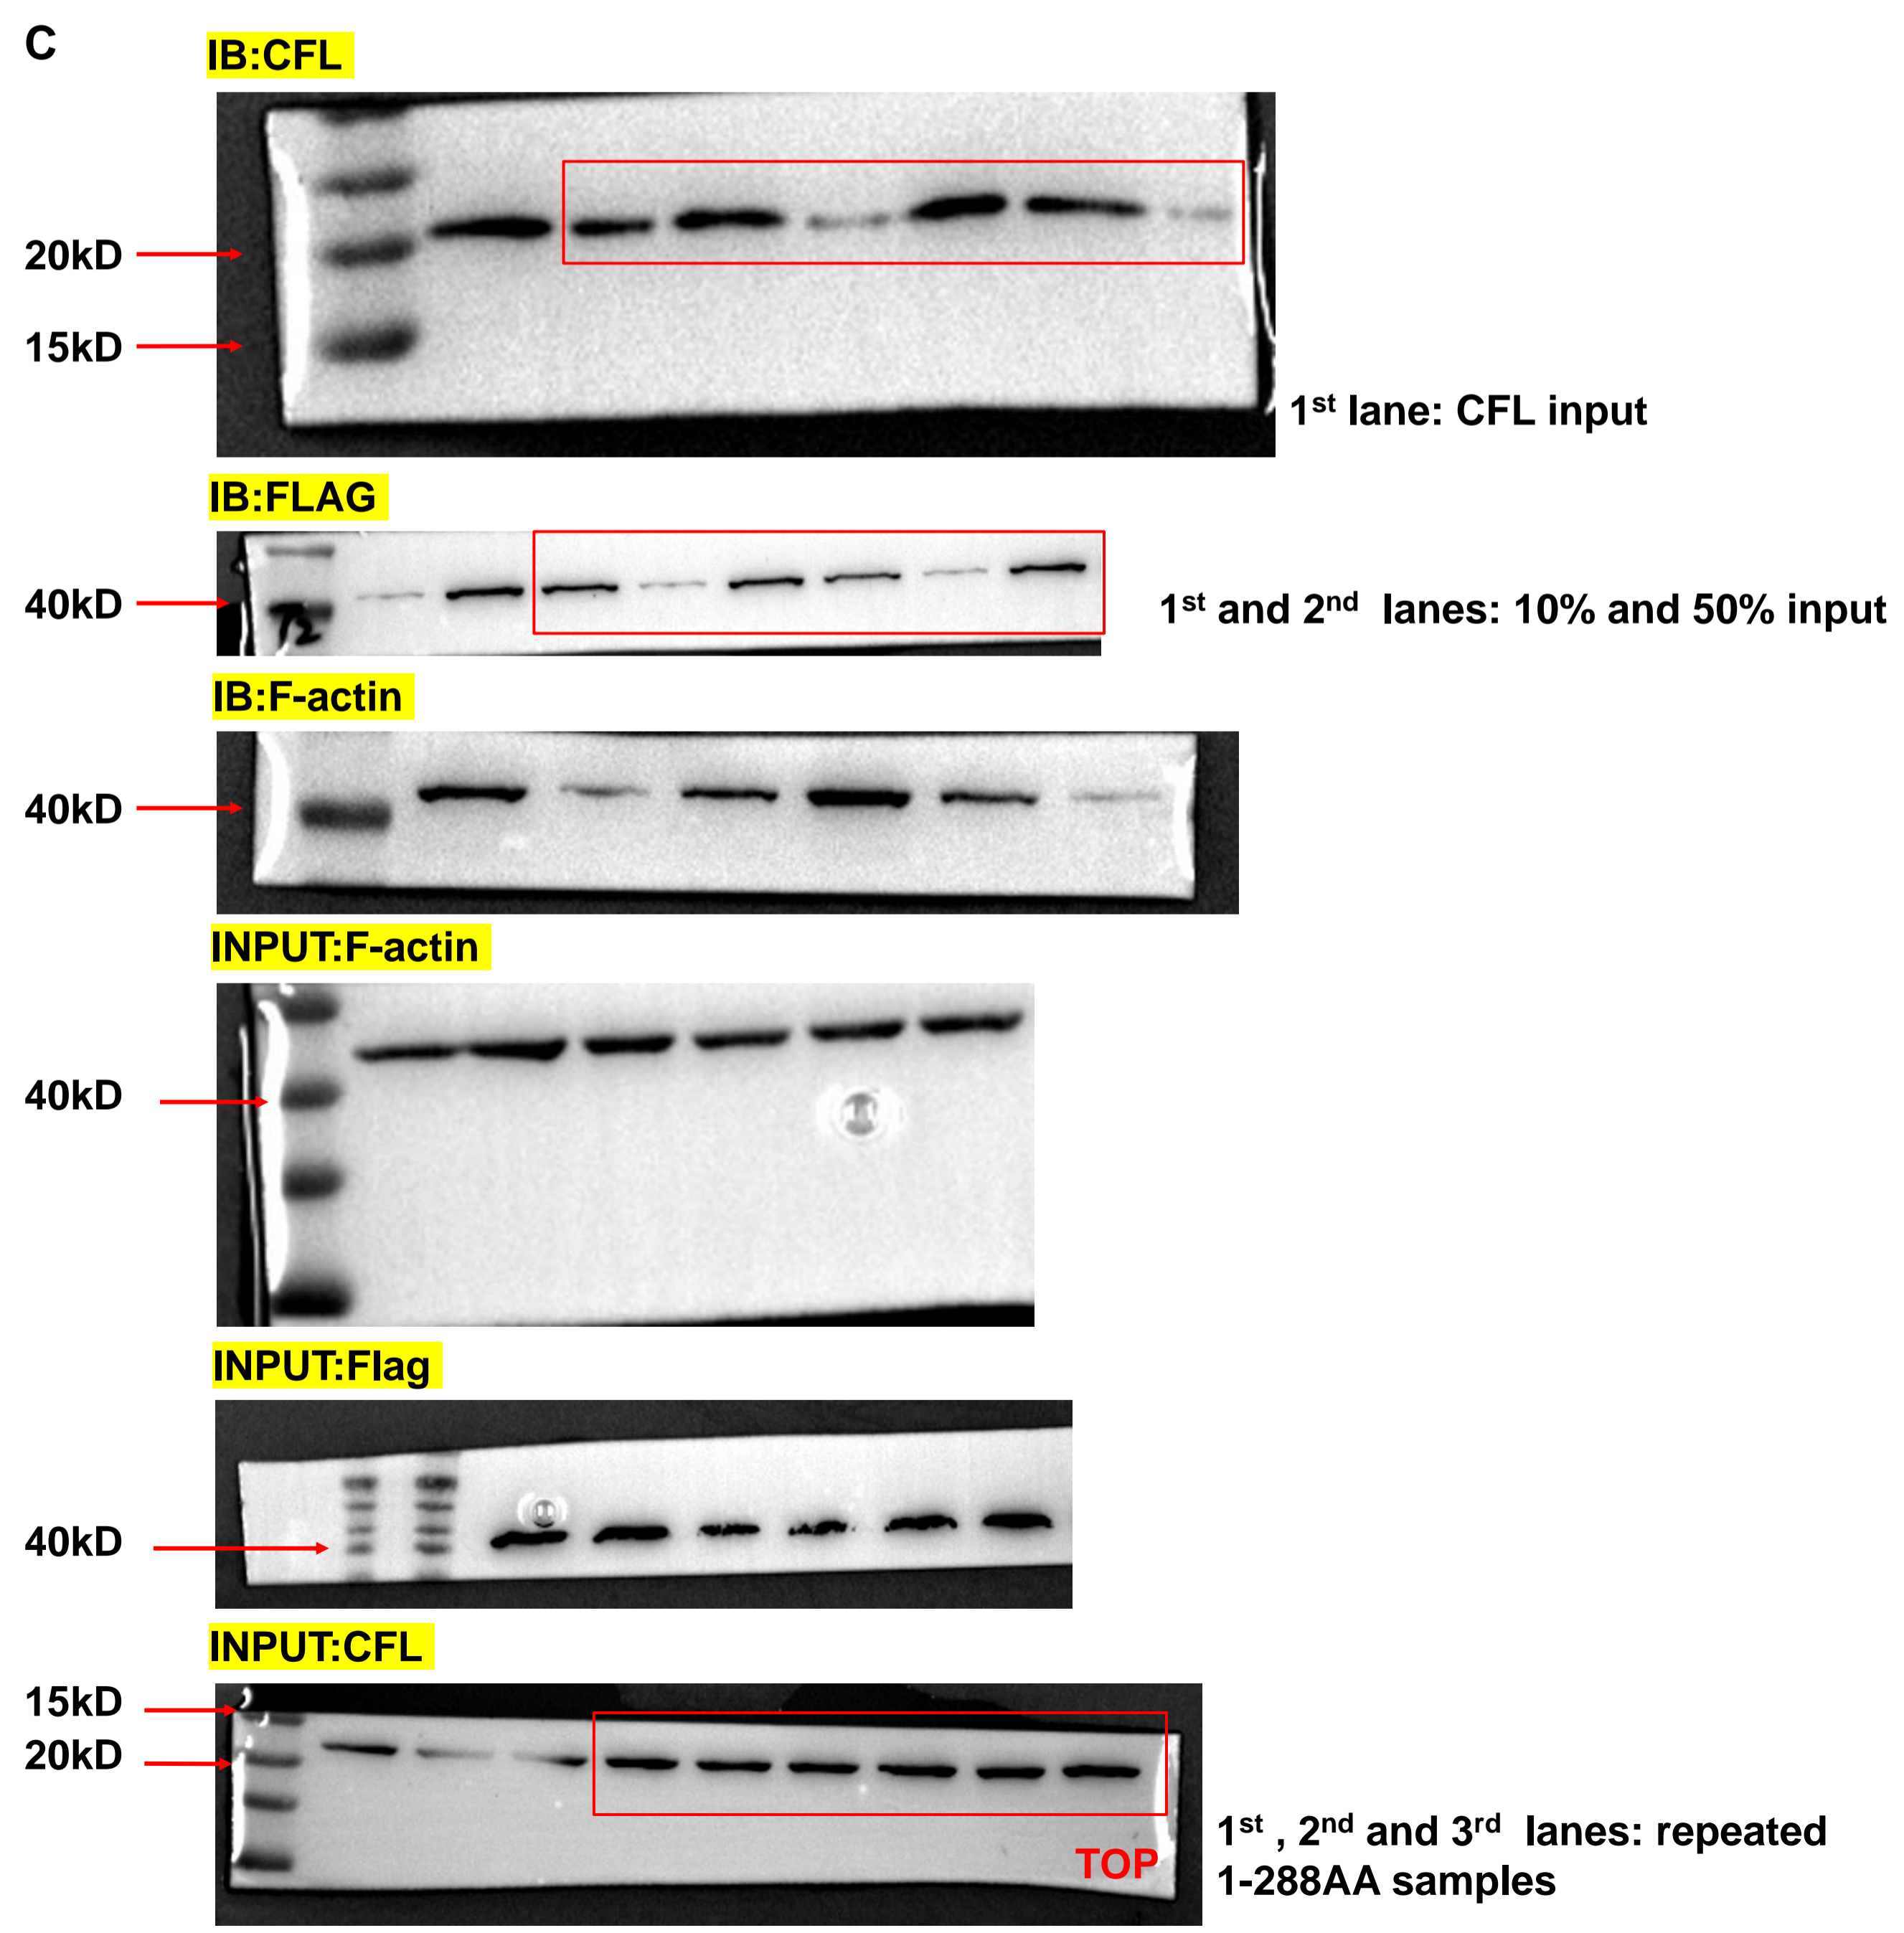 C
IB:CFL
20kD
15kD
1st lane: CFL input
IB:FLAG
40kD
T2
1st and 2nd lanes: 10% and 50% input
IB:F-actin
40kD
INPUT:F-actin
40kD
INPUT:Flag
40kD
INPUT:CFL
15kD
20kD
TOP
1st , 2nd and 3rd lanes: repeated
1-288AA samples